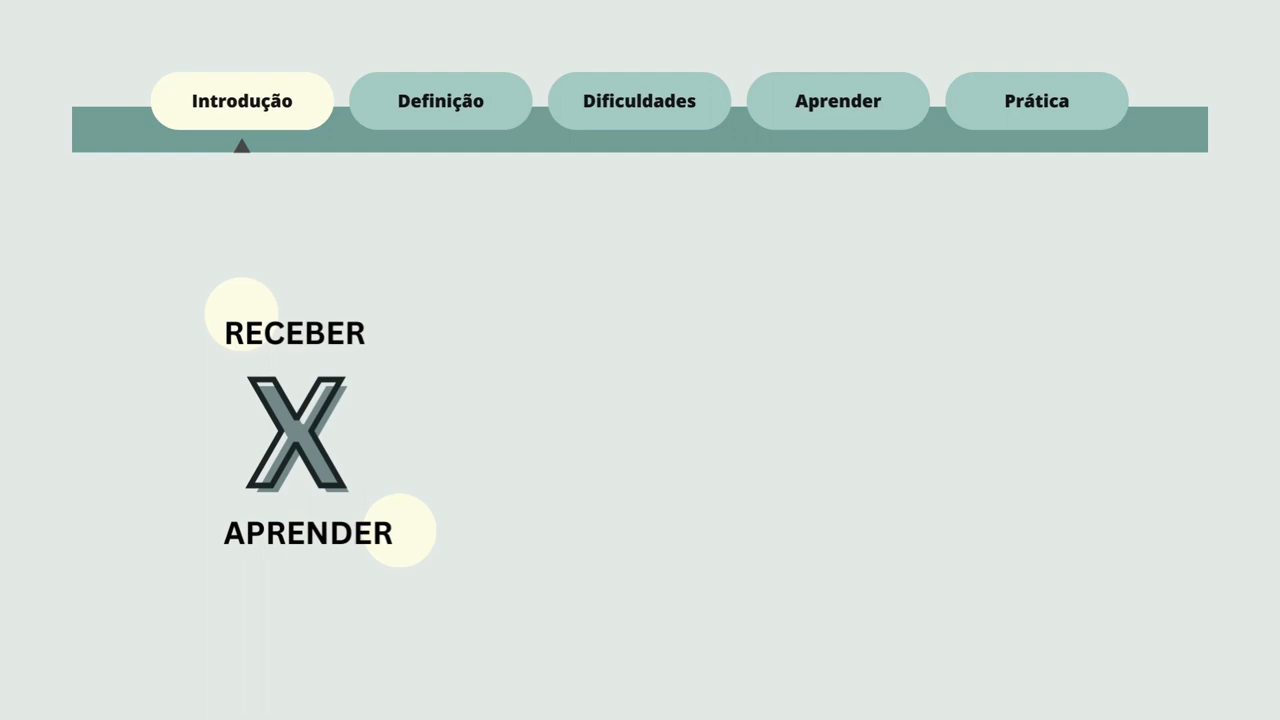 Introdução Definição Dificuldades Aprender Prática
RECEBER
X
APRENDER